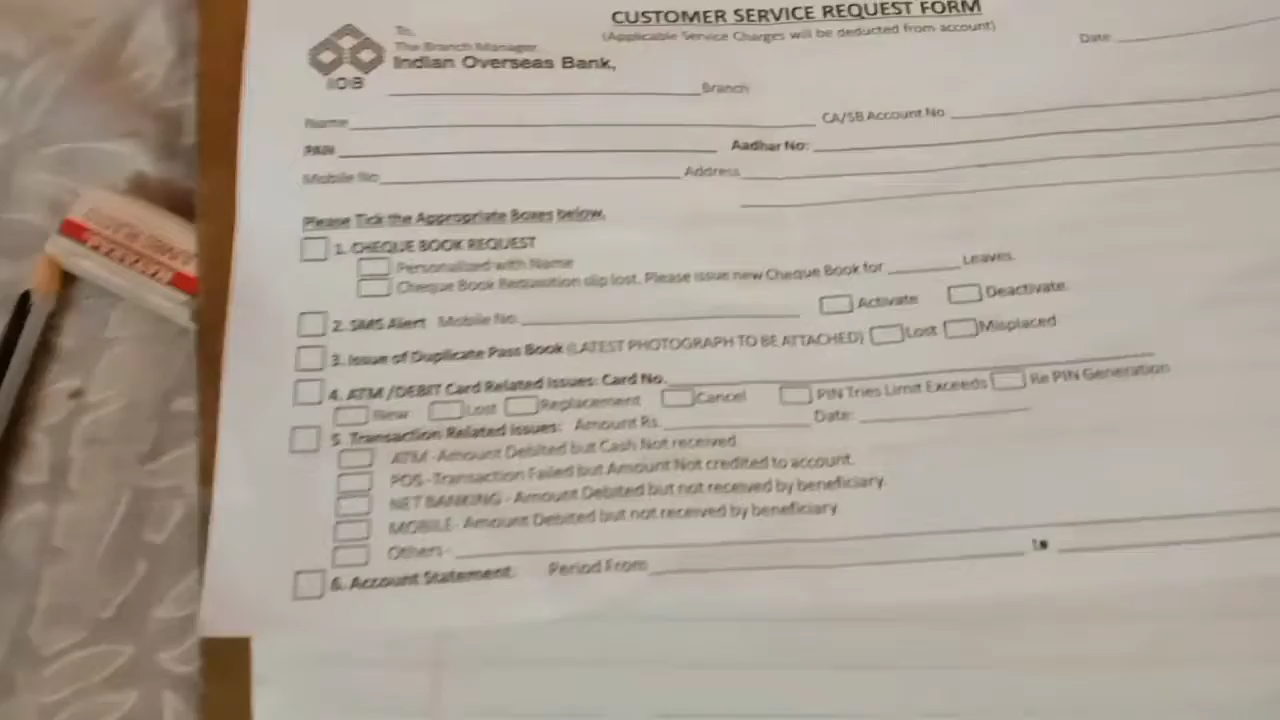 CUSTOMER SERVICE REQUEST FORM
(Applicable Service Charges will be deducted from account)
To,
The Branch Manager,
Indian Overseas Bank,
IOB
Date
Branch
Name CA/SB Account No
PAN Aadhar No:
Mobile No Address
Please Tick the Appropriate Boxes below.
1. CHEQUE BOOK REQUEST
Personalized with Name
Cheque Book Requisition slip lost. Please issue new Cheque Book for Leaves.
2. SMS Alert Mobile No. Activate Deactivate
3. Issue of Duplicate Pass Book (LATEST PHOTOGRAPH TO BE ATTACHED) Lost Misplaced
4. ATM/DEBIT Card Related Issues: Card No.
New Lost Replacement Cancel PIN Tries Limit Exceeds Re PIN Generation
5. Transaction Related Issues: Amount Rs. Date:
ATM -Amount Debited but Cash Not received
POS -Transaction Failed but Amount Not credited to account.
NET BANKING - Amount Debited but not received by beneficiary.
MOBILE- Amount Debited but not received by beneficiary
Others -
6. Account Statement: Period From to